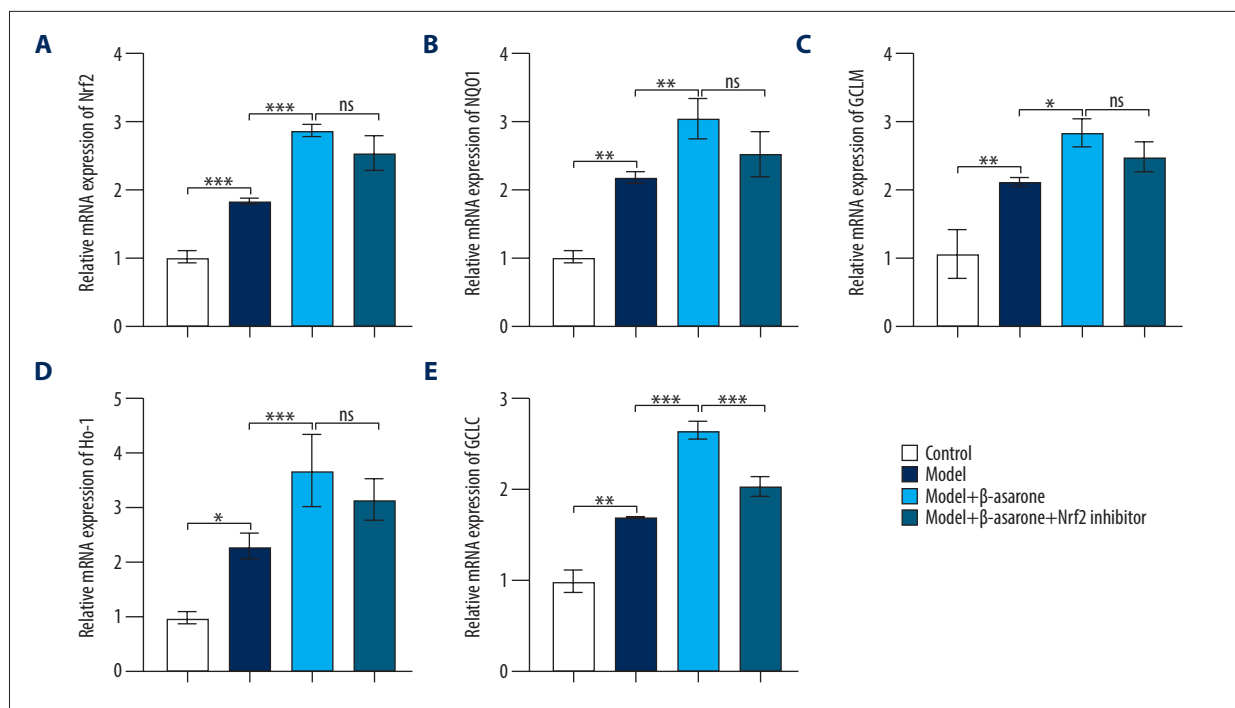 A
Relative mRNA expression of Nrf2
4
3
2
1
0
***
***
ns
B
Relative mRNA expression of NQO1
4
3
2
1
0
**
**
ns
C
Relative mRNA expression of GCLM
4
3
2
1
0
**
*
ns
D
Relative mRNA expression of Ho-1
5
4
3
2
1
0
*
***
ns
E
Relative mRNA expression of GCLC
3
2
1
0
**
***
***
Control
Model
Model+β-asarone
Model+β-asarone+Nrf2 inhibitor